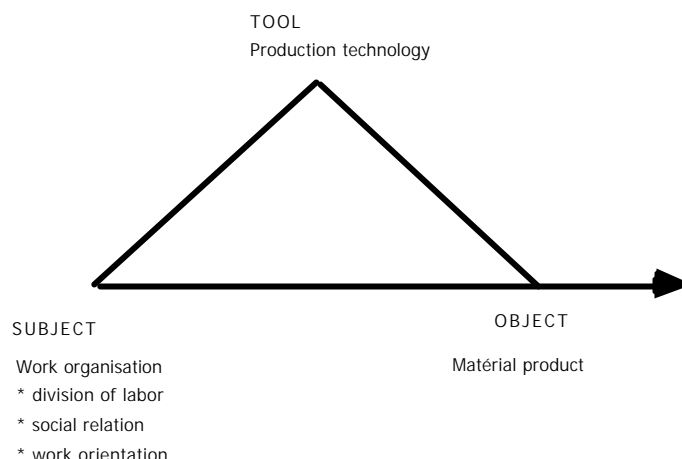 TOOL
Production technology
SUBJECT
OBJECT
Work organisation
Matérial product
* division of labor
* social relation
* work orientation